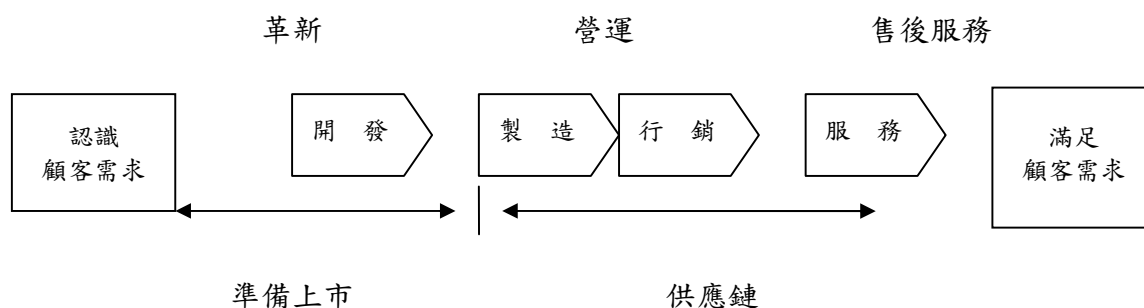 革新 營運 售後服務
認識
顧客需求
開 發
製 造
行 銷
服 務
滿足
顧客需求
準備上市 供應鏈